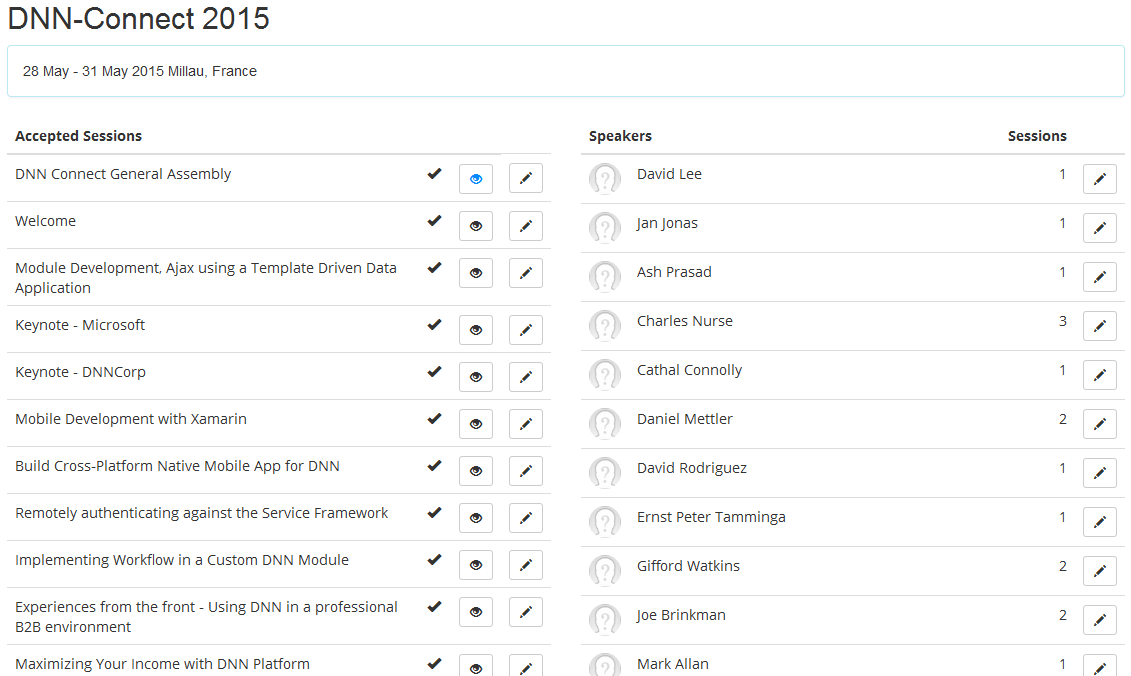 DNN-Connect 2015
28 May - 31 May 2015 Millau, France
Accepted Sessions
DNN Connect General Assembly
Welcome
Module Development, Ajax using a Template Driven Data
Application
Keynote - Microsoft
Keynote - DNNCorp
Mobile Development with Xamarin
Build Cross-Platform Native Mobile App for DNN
Remotely authenticating against the Service Framework
Implementing Workflow in a Custom DNN Module
Experiences from the front - Using DNN in a professional
B2B environment
Maximizing Your Income with DNN Platform
Speakers Sessions
David Lee 1
Jan Jonas 1
Ash Prasad 1
Charles Nurse 3
Cathal Connolly 1
Daniel Mettler 2
David Rodriguez 1
Ernst Peter Tamminga 1
Gifford Watkins 2
Joe Brinkman 2
Mark Allan 1